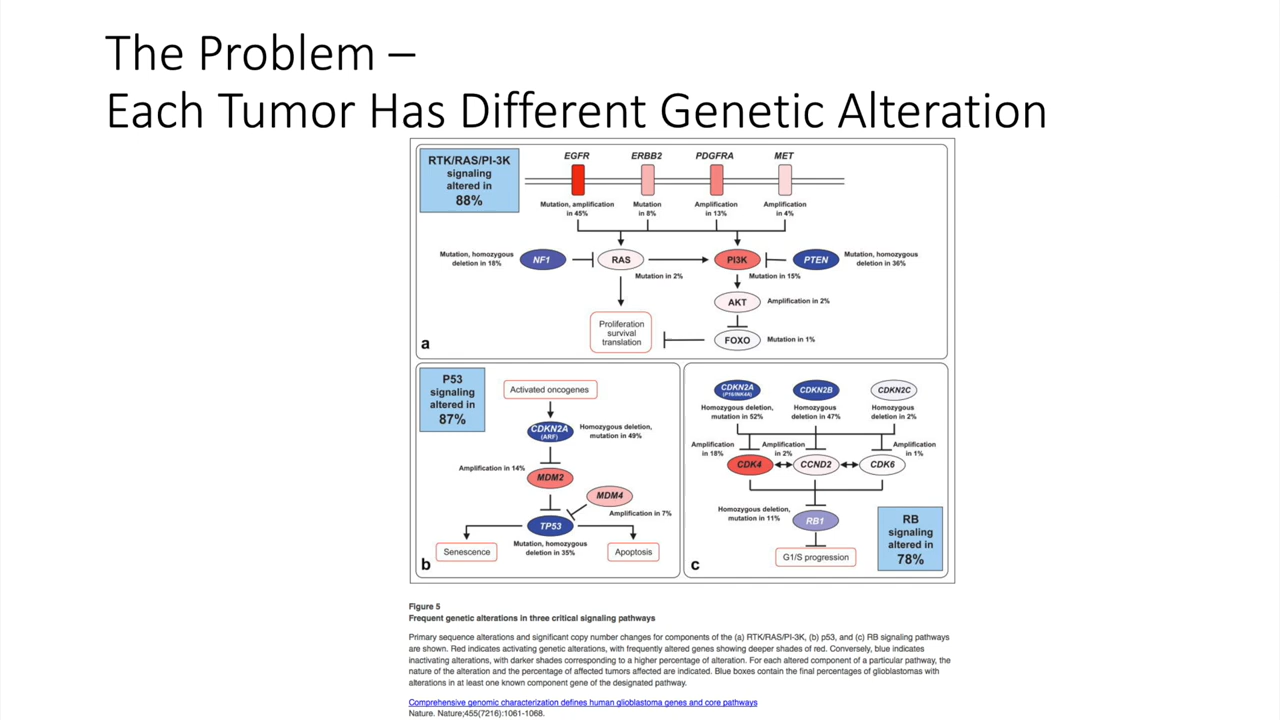 The Problem –
Each Tumor Has Different Genetic Alteration
RTK/RAS/PI-3K
signaling
altered in
88%
EGFR
ERBB2
PDGFRA
MET
Mutation, amplification
in 45%
Mutation
in 8%
Amplification
in 13%
Amplification
in 4%
Mutation, homozygous
deletion in 18%
NF1
RAS
PI3K
PTEN
Mutation, homozygous
deletion in 36%
Mutation in 2%
Mutation in 15%
AKT
Amplification in 2%
Proliferation
survival
translation
FOXO
Mutation in 1%
a
P53
signaling
altered in
87%
Activated oncogenes
CDKN2A
(ARF)
Homozygous deletion,
mutation in 49%
Amplification in 14%
MDM2
MDM4
Amplification in 7%
TP53
Mutation, homozygous
deletion in 35%
Senescence
Apoptosis
b
CDKN2A
(P16/INK4A)
CDKN2B
CDKN2C
Homozygous deletion,
mutation in 52%
Homozygous
deletion in 47%
Homozygous
deletion in 2%
Amplification
in 18%
Amplification
in 2%
Amplification
in 1%
CDK4
CCND2
CDK6
Homozygous deletion,
mutation in 11%
RB1
G1/S progression
RB
signaling
altered in
78%
c
Figure 5
Frequent genetic alterations in three critical signaling pathways
Primary sequence alterations and significant copy number changes for components of the (a) RTK/RAS/PI-3K, (b) p53, and (c) RB signaling pathways
are shown. Red indicates activating genetic alterations, with frequently altered genes showing deeper shades of red. Conversely, blue indicates
inactivating alterations, with darker shades corresponding to a higher percentage of alteration. For each altered component of a particular pathway, the
nature of the alteration and the percentage of affected tumors affected are indicated. Blue boxes contain the final percentages of glioblastomas with
alterations in at least one known component gene of the designated pathway.
Comprehensive genomic characterization defines human glioblastoma genes and core pathways
Nature. Nature;455(7216):1061-1068.